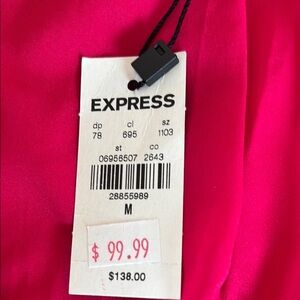 EXPRESS
dp cl sz
78 695 1103
st co
06956507 2643
28855989
M
$ 99.99
$138.00